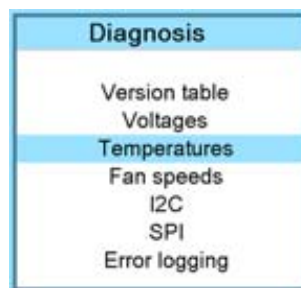 Diagnosis
Version table
Voltages
Temperatures
Fan speeds
I2C
SPI
Error logging